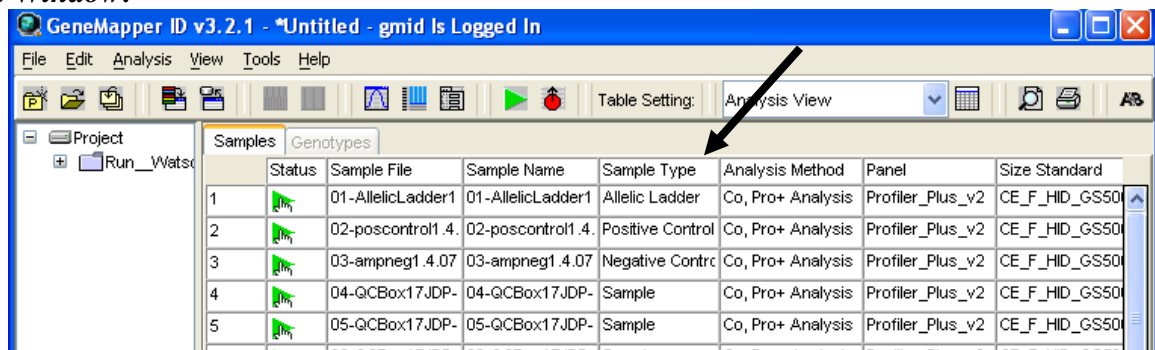 Window.
GeneMapper ID v3.2.1 - *Untitled - gmid Is Logged In
File Edit Analysis View Tools Help
Table Setting: Analysis View
Project Samples Genotypes
Run__Wats
Status Sample File Sample Name Sample Type Analysis Method Panel Size Standard
1 01-AllelicLadder1 01-AllelicLadder1 Allelic Ladder Co, Pro+ Analysis Profiler_Plus_v2 CE_F_HID_GS50
2 02-poscontrol1.4. 02-poscontrol1.4. Positive Control Co, Pro+ Analysis Profiler_Plus_v2 CE_F_HID_GS50
3 03-ampneg1.4.07 03-ampneg1.4.07 Negative Contrc Co, Pro+ Analysis Profiler_Plus_v2 CE_F_HID_GS50
4 04-QCBox17JDP- 04-QCBox17JDP- Sample Co, Pro+ Analysis Profiler_Plus_v2 CE_F_HID_GS50
5 05-QCBox17JDP- 05-QCBox17JDP- Sample Co, Pro+ Analysis Profiler_Plus_v2 CE_F_HID_GS50